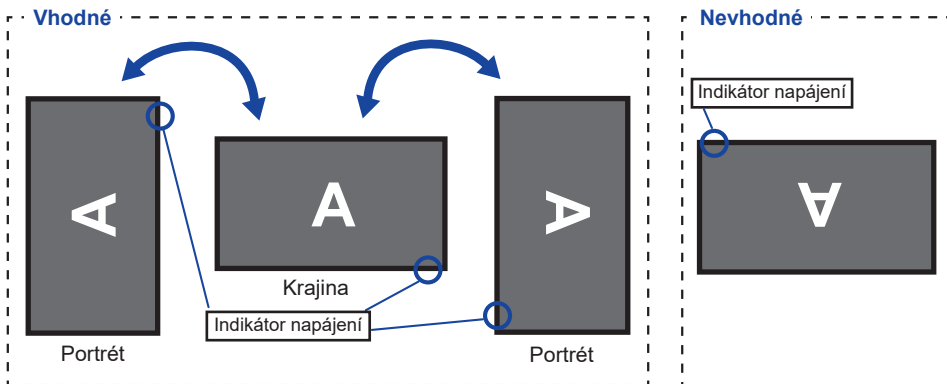 Vhodné
Nevhodné
Indikátor napájení
A
A
A
A
Krajina
Indikátor napájení
Portrét
Portrét